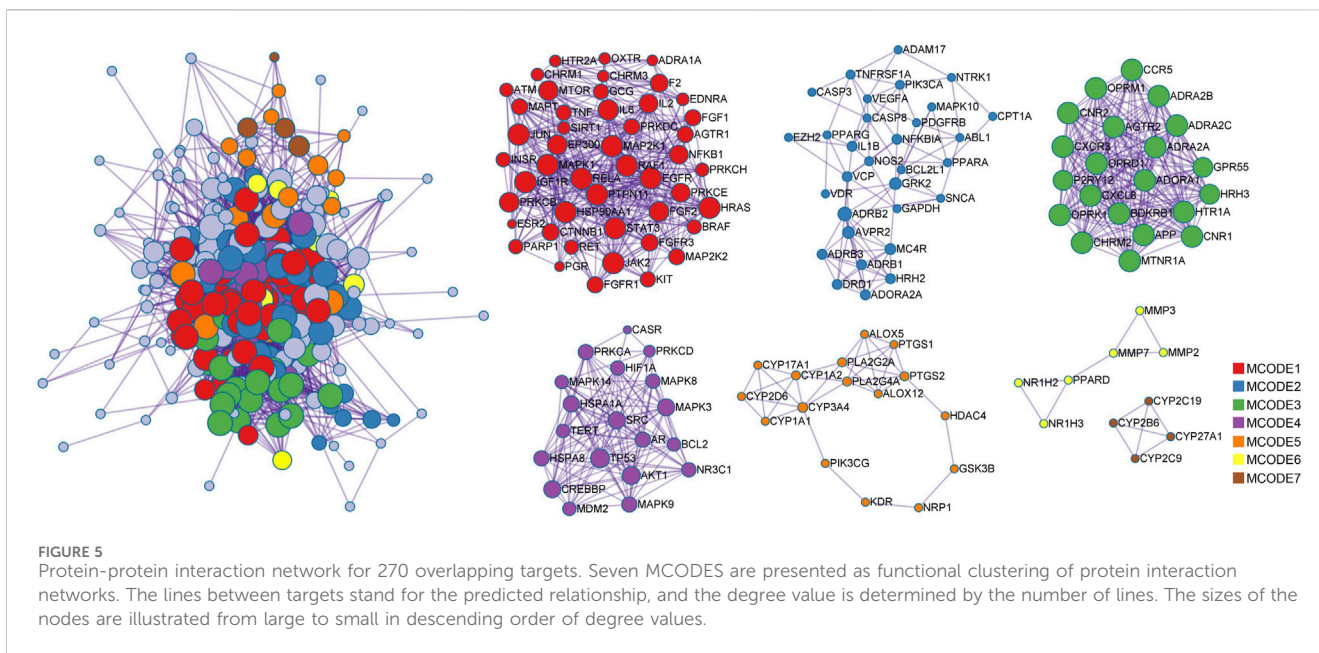 HTR2A
OXTR
ADRA1A
CHRM1
CHRM3
F2
ATM
MTOR
GCG
IL6
IL2
EDNRA
MAPT
TNF
FGF1
JUN
SIRT1
PRKDC
AGTR1
EP300
MAP2K1
NFKB1
INSR
MAPK1
RAF1
PRKCH
IGF1R
RELA
EGFR
PRKCE
PRKCB
PTPN11
HRAS
HSP90AA1
FGF2
ESR2
CTNNB1
STAT3
BRAF
PARP1
RET
FGFR3
MAP2K2
PGR
JAK2
KIT
FGFR1
ADAM17
TNFRSF1A
PIK3CA
NTRK1
CASP3
VEGFA
MAPK10
CPT1A
CASP8
PDGFRB
EZH2
PPARG
NFKBIA
ABL1
IL1B
NOS2
PPARA
VCP
BCL2L1
GRK2
VDR
SNCA
GAPDH
ADRB2
AVPR2
MC4R
ADRB3
ADRB1
HRH2
DRD1
ADORA2A
CCR5
OPRM1
ADRA2B
CNR2
AGTR2
ADRA2C
CXCR3
ADRA2A
OPRD1
GPR55
P2RY12
ADORA1
CXCL8
HRH3
OPRK1
BDKRB1
HTR1A
CHRM2
APP
CNR1
MTNR1A
CASR
PRKCA
PRKCD
HIF1A
MAPK14
MAPK8
HSPA1A
MAPK3
SRC
TERT
AR
BCL2
HSPA8
TP53
NR3C1
AKT1
CREBBP
MDM2
MAPK9
ALOX5
PTGS1
CYP17A1
PLA2G2A
CYP1A2
PTGS2
PLA2G4A
CYP2D6
ALOX12
CYP3A4
CYP1A1
HDAC4
PIK3CG
GSK3B
KDR
NRP1
MMP3
MMP7
MMP2
NR1H2
PPARD
NR1H3
CYP2C19
CYP2B6
CYP27A1
CYP2C9
MCODE1
MCODE2
MCODE3
MCODE4
MCODE5
MCODE6
MCODE7
FIGURE 5
Protein-protein interaction network for 270 overlapping targets. Seven MCODES are presented as functional clustering of protein interaction
networks. The lines between targets stand for the predicted relationship, and the degree value is determined by the number of lines. The sizes of the
nodes are illustrated from large to small in descending order of degree values.